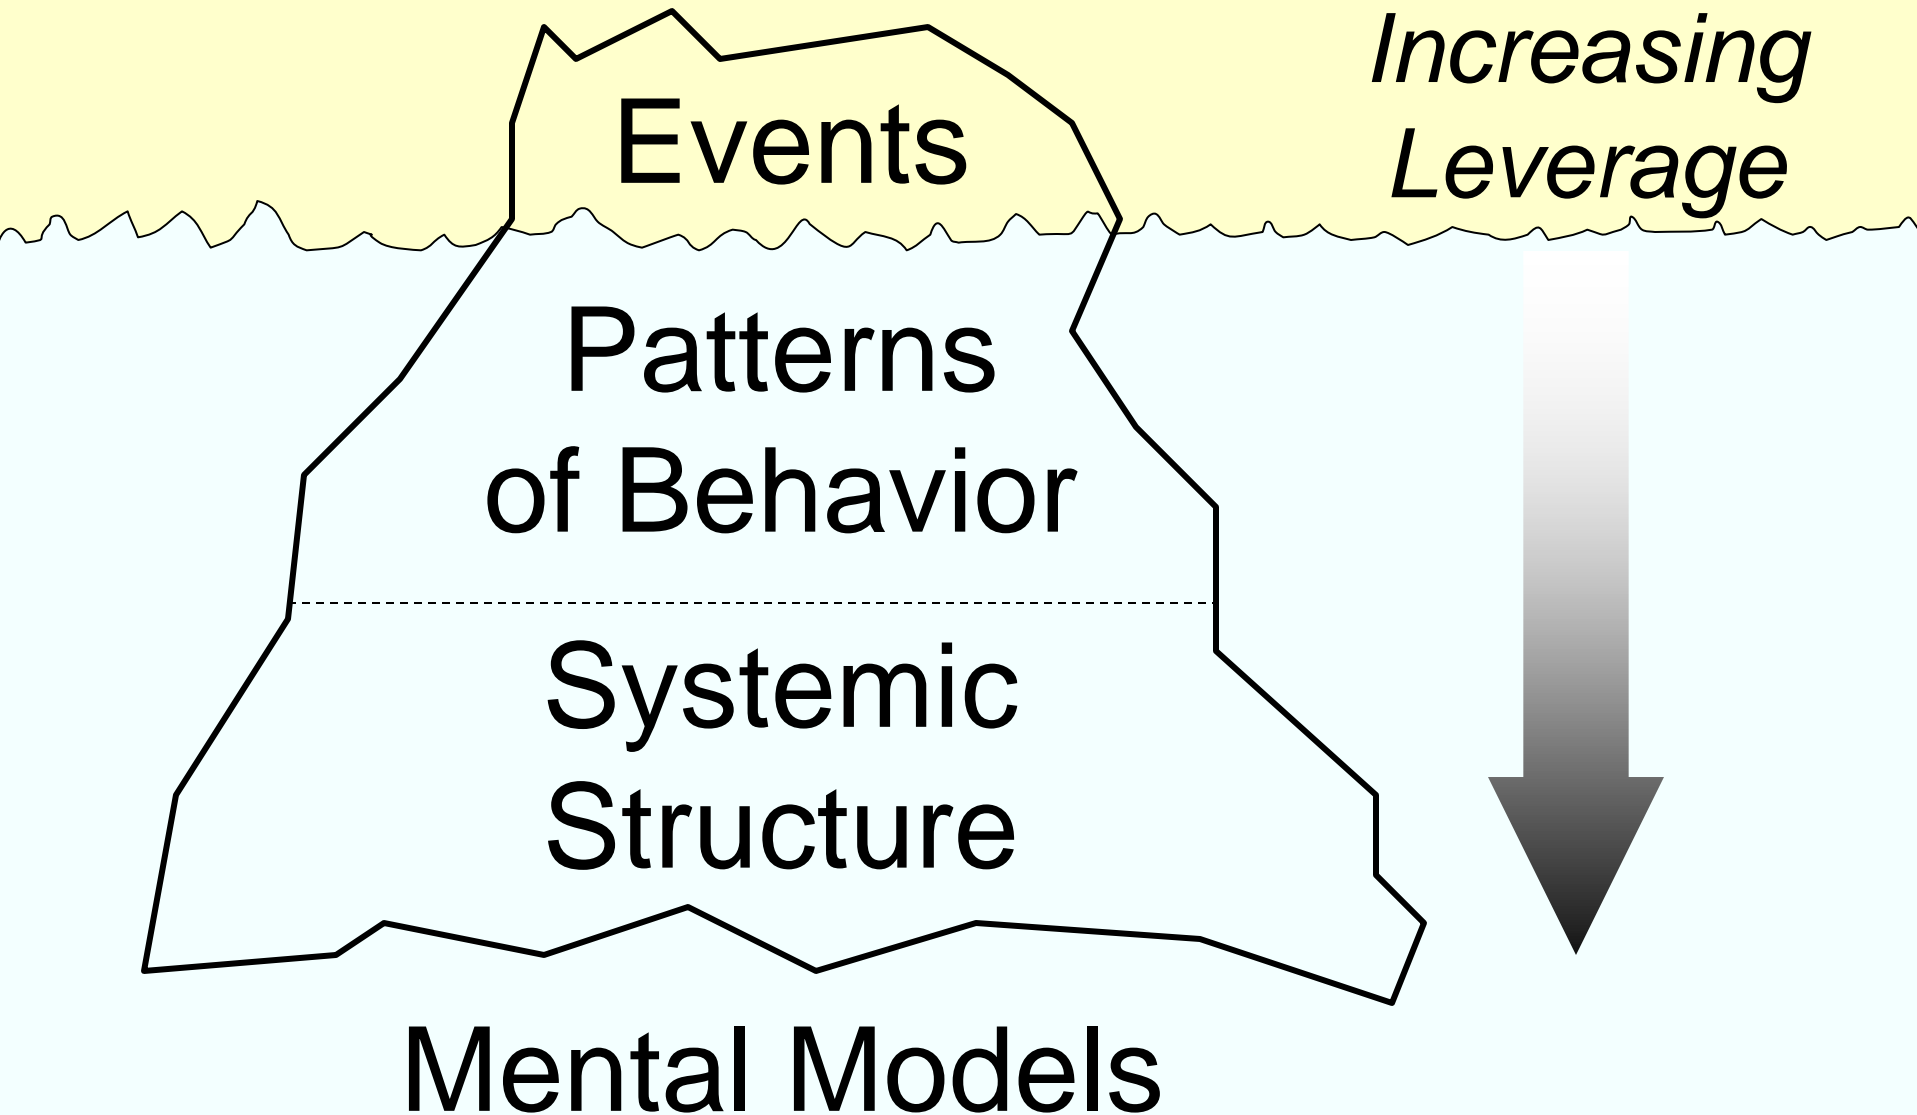 Increasing
Leverage
Events
Patterns
of Behavior
Systemic
Structure
Mental Models